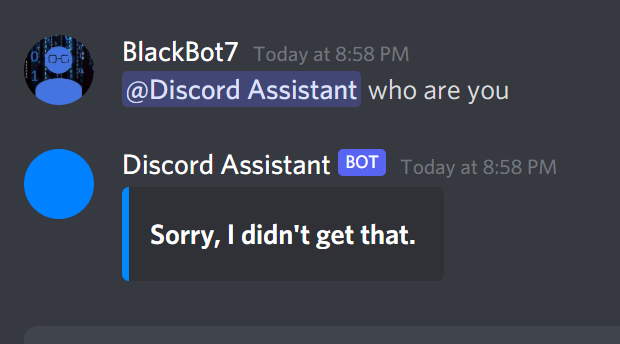 BlackBot7 Today at 8:58 PM
@Discord Assistant who are you
Discord Assistant BOT Today at 8:58 PM
Sorry, I didn't get that.